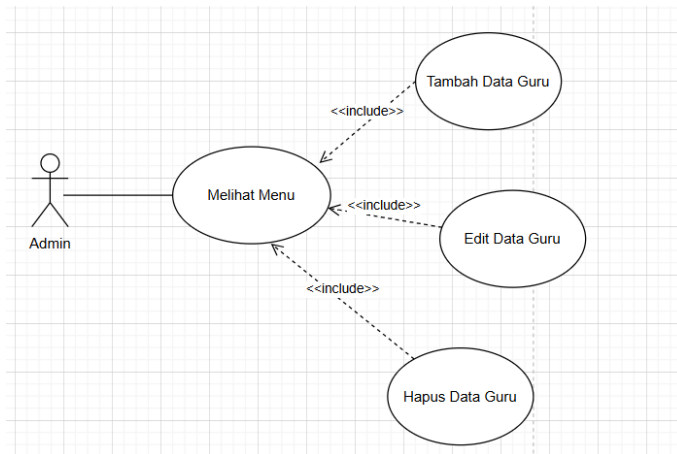 Tambah Data Guru
<<include>>
Melihat Menu
<<include>>
Admin
Edit Data Guru
<<include>>
Hapus Data Guru